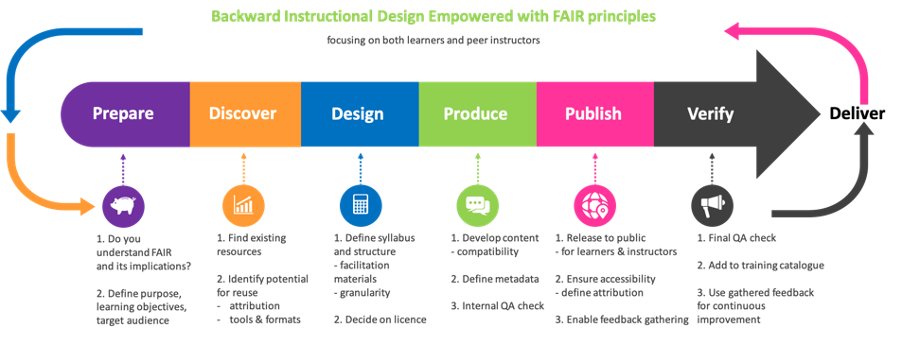 Backward Instructional Design Empowered with FAIR principles
focusing on both learners and peer instructors
Prepare
Discover
Design
Produce
Publish
Verify
Deliver
1. Do you
understand FAIR
and its implications?
2. Define purpose,
learning objectives,
target audience
1. Find existing
resources
2. Identify potential
for reuse
- attribution
- tools & formats
1. Define syllabus
and structure
- facilitation
materials
- granularity
2. Decide on licence
1. Develop content
- compatibility
2. Define metadata
3. Internal QA check
1. Release to public
- for learners & instructors
2. Ensure accessibility
- define attribution
3. Enable feedback gathering
1. Final QA check
2. Add to training catalogue
3. Use gathered feedback
for continuous
improvement